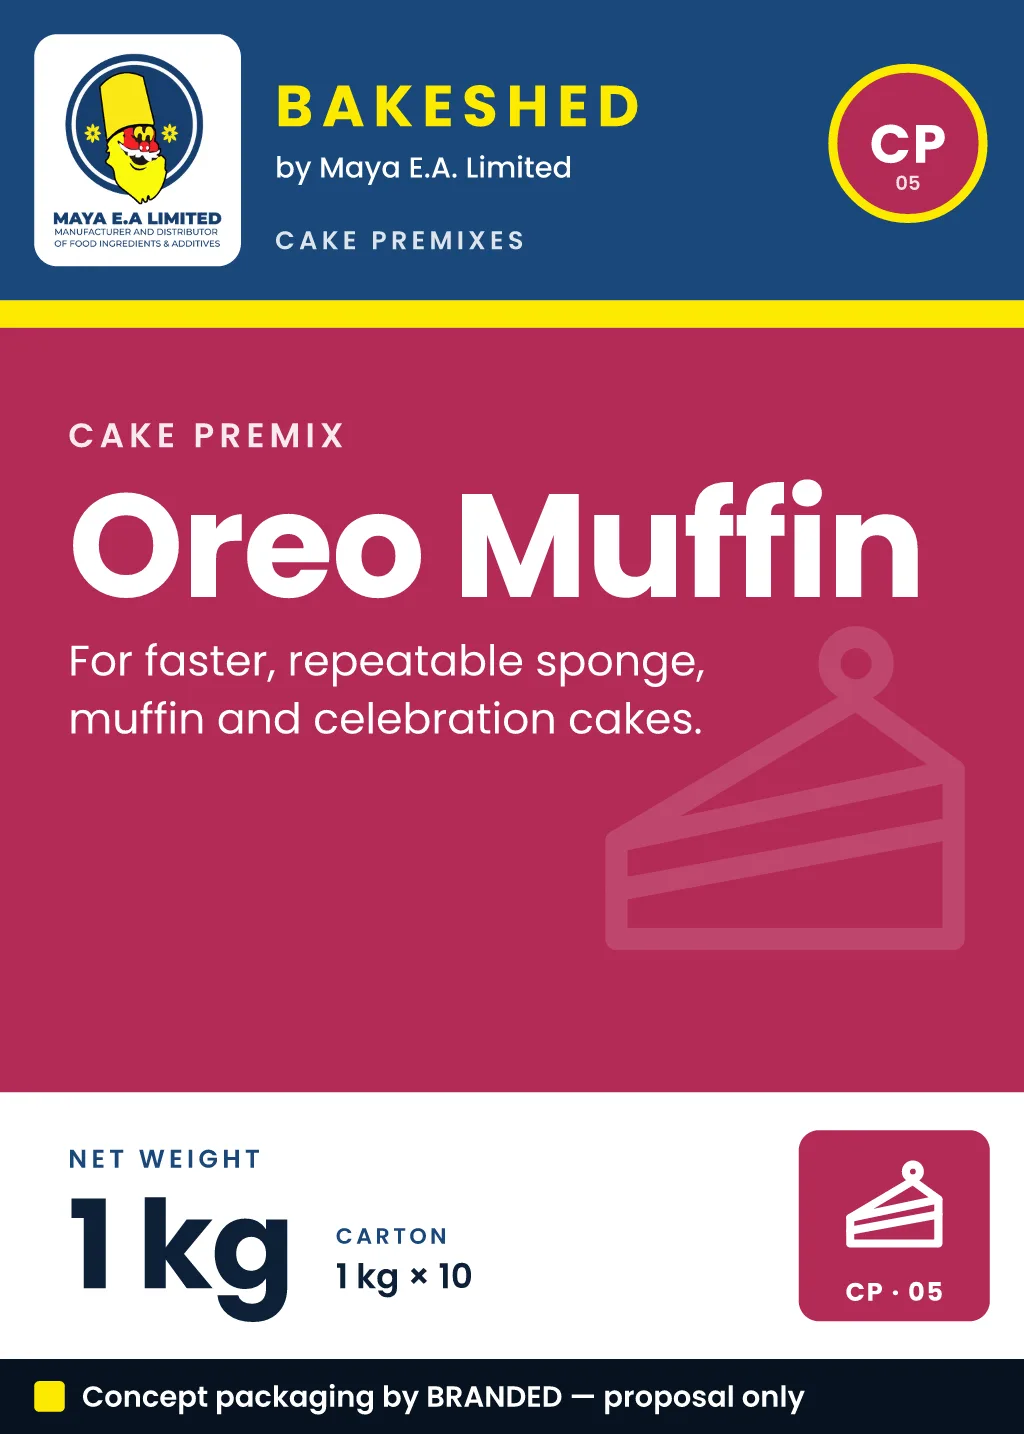 MAYA E.A LIMITED
MANUFACTURER AND DISTRIBUTOR
OF FOOD INGREDIENTS & ADDITIVES
BAKESHED
by Maya E.A. Limited
CAKE PREMIXES
CP
05
CAKE PREMIX
Oreo Muffin
For faster, repeatable sponge,
muffin and celebration cakes.
NET WEIGHT
1 kg
CARTON
1 kg × 10
CP · 05
Concept packaging by BRANDED — proposal only